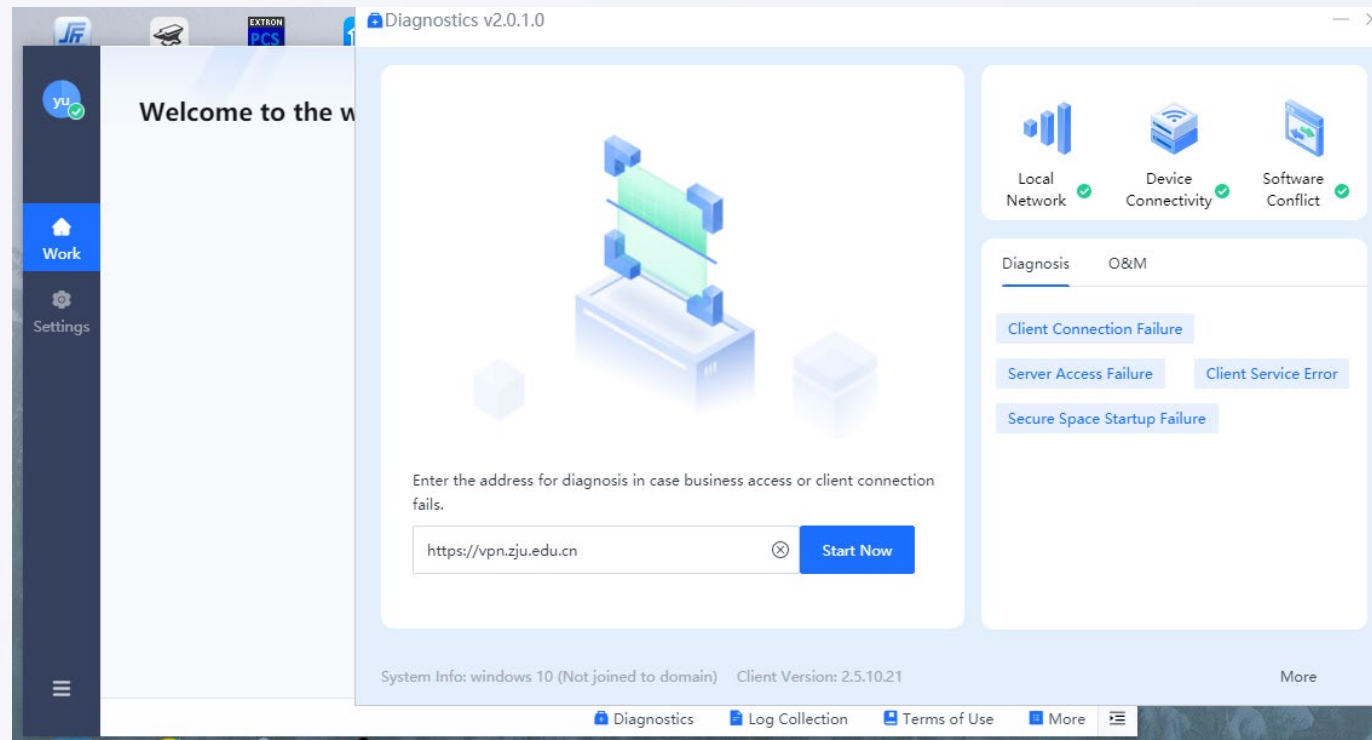 EXTRON
PCS
Diagnostics v2.0.1.0
yu
Welcome to the w
Work
Settings
Local
Network
Device
Connectivity
Software
Conflict
Diagnosis
O&M
Client Connection Failure
Server Access Failure
Client Service Error
Secure Space Startup Failure
Enter the address for diagnosis in case business access or client connection
fails.
https://vpn.zju.edu.cn
Start Now
System Info: windows 10 (Not joined to domain)
Client Version: 2.5.10.21
More
Diagnostics
Log Collection
Terms of Use
More